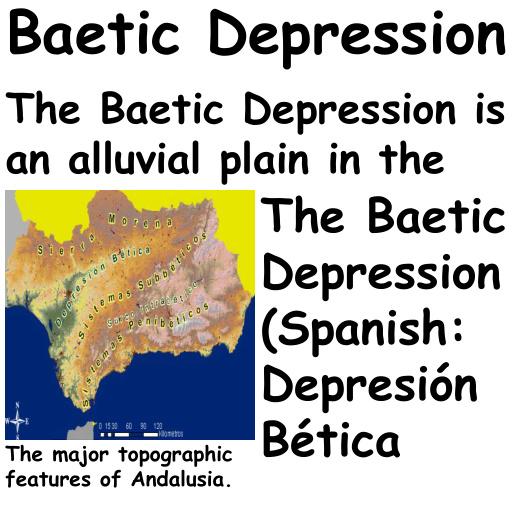 Baetic Depression
The Baetic Depression is
an alluvial plain in the
The Baetic
Depression
(Spanish:
Depresión
Bética
Sierra Morena
Depresión Bética
Sistemas Subbéticos
Surco Intrabético
Sistemas Penibéticos
N
W E
S
0 15 30 60 90 120
Kilómetros
The major topographic
features of Andalusia.